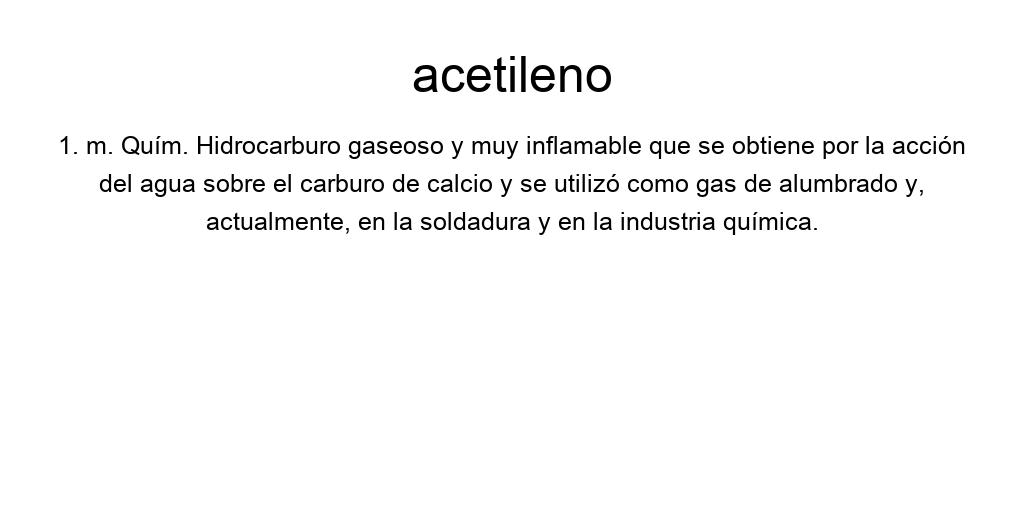 acetileno
1. m. Quím. Hidrocarburo gaseoso y muy inflamable que se obtiene por la acción
del agua sobre el carburo de calcio y se utilizó como gas de alumbrado y,
actualmente, en la soldadura y en la industria química.